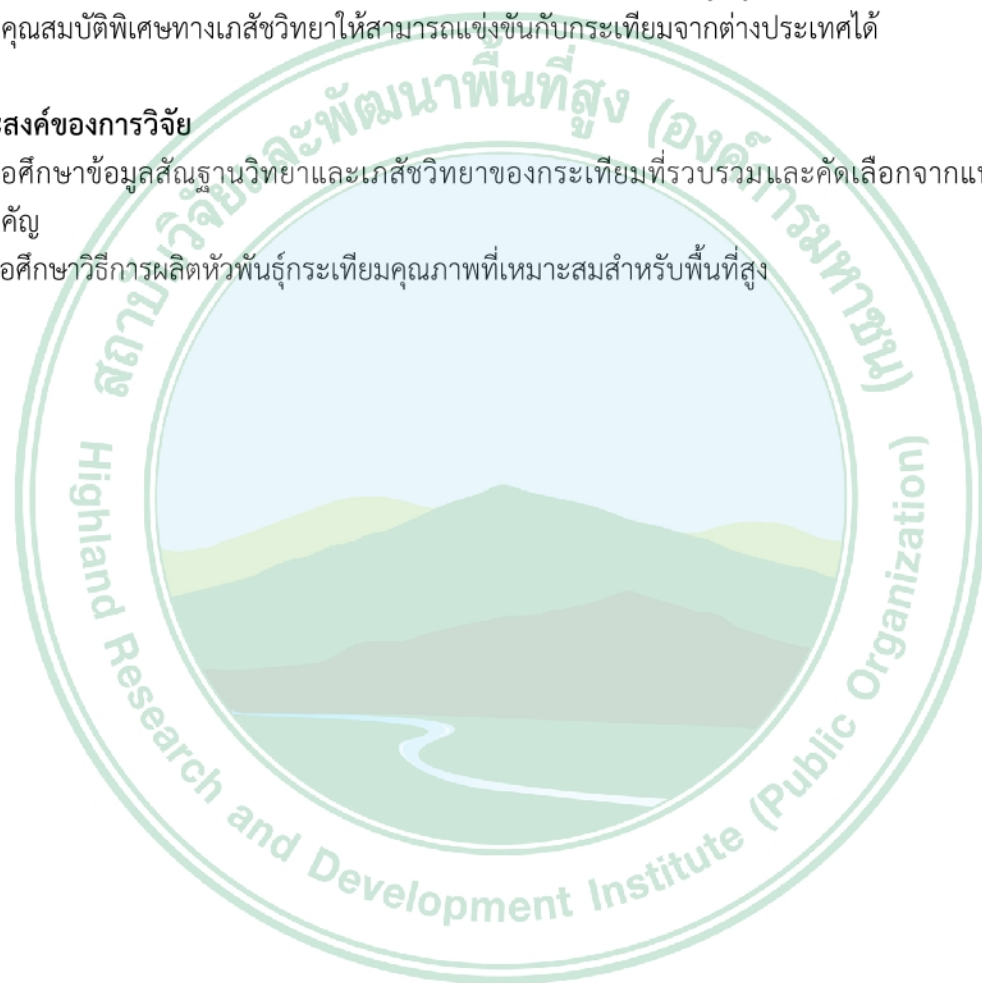 คุณสมบัติพิเศษทางเภสัชวิทยาให้สามารถแข่งขันกับกระเทียมจากต่างประเทศได้
สงค์ของการวิจัย
อศึกษาข้อมูลสัณฐานวิทยาและเภสัชวิทยาของกระเทียมที่รวบรวมและคัดเลือกจากแ
คัญ
อศึกษาวิธีการผลิตหัวพันธุ์กระเทียมคุณภาพที่เหมาะสมสำหรับพื้นที่สูง
สถาบันวิจัยและพัฒนาพื้นที่สูง (องค์การมหาชน)
Highland Research and Development Institute (Public Organization)